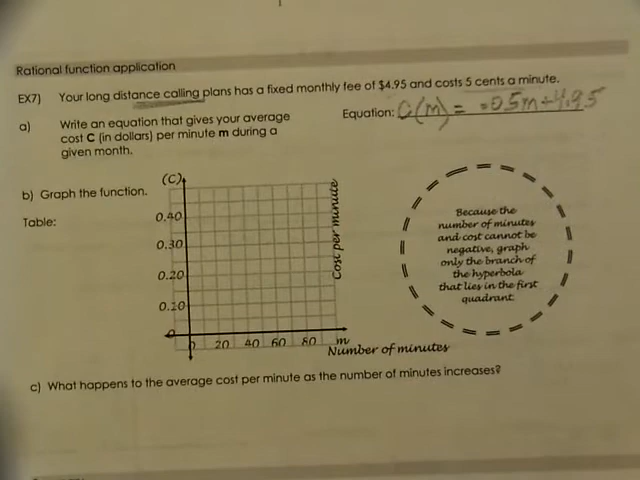 Rational function application
EX7) Your long distance calling plans has a fixed monthly fee of $4.95 and costs 5 cents a minute.
a) Write an equation that gives your average
cost C (in dollars) per minute m during a
given month.
Equation: C(m) = .05m + 4.95
b) Graph the function.
Table:
(C)
0.40
0.30
0.20
0.10
0
0 20 40 60 80 m
Number of minutes
Cost per minute
Because the
number of minutes
and cost cannot be
negative, graph
only the branch of
the hyperbola
that lies in the first
quadrant.
c) What happens to the average cost per minute as the number of minutes increases?